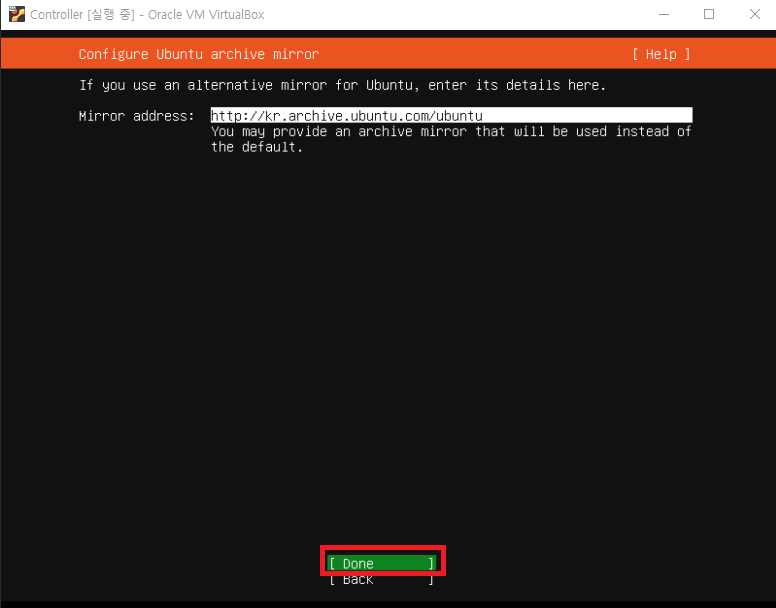 Controller [실행 중] - Oracle VM VirtualBox
Configure Ubuntu archive mirror [ Help ]
If you use an alternative mirror for Ubuntu, enter its details here.
Mirror address: http://kr.archive.ubuntu.com/ubuntu
You may provide an archive mirror that will be used instead of
the default.
[ Done ]
[ Back ]